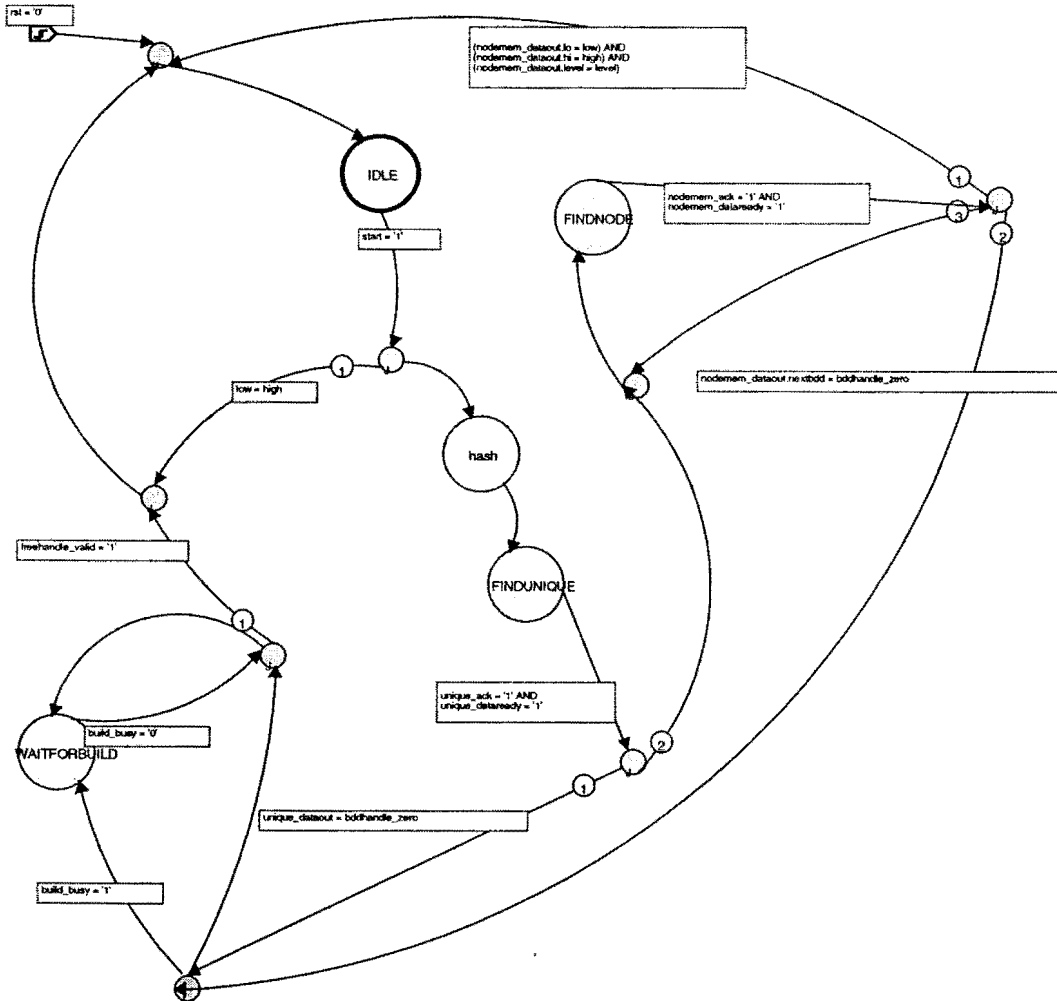 rst = '0'
(nodemem_dataout.lo = low) AND
(nodemem_dataout.hi = high) AND
(nodemem_dataout.level = level)
IDLE
1
FINDNODE
nodemem_ack = '1' AND
nodemem_dataready = '1'
3
2
start = '1'
1
low = high
nodemem_dataout.nextbdd = bddhandle_zero
hash
freehandle_valid = '1'
FINDUNIQUE
1
unique_ack = '1' AND
unique_dataready = '1'
build_busy = '0'
WAITFORBUILD
2
1
unique_dataout = bddhandle_zero
build_busy = '1'